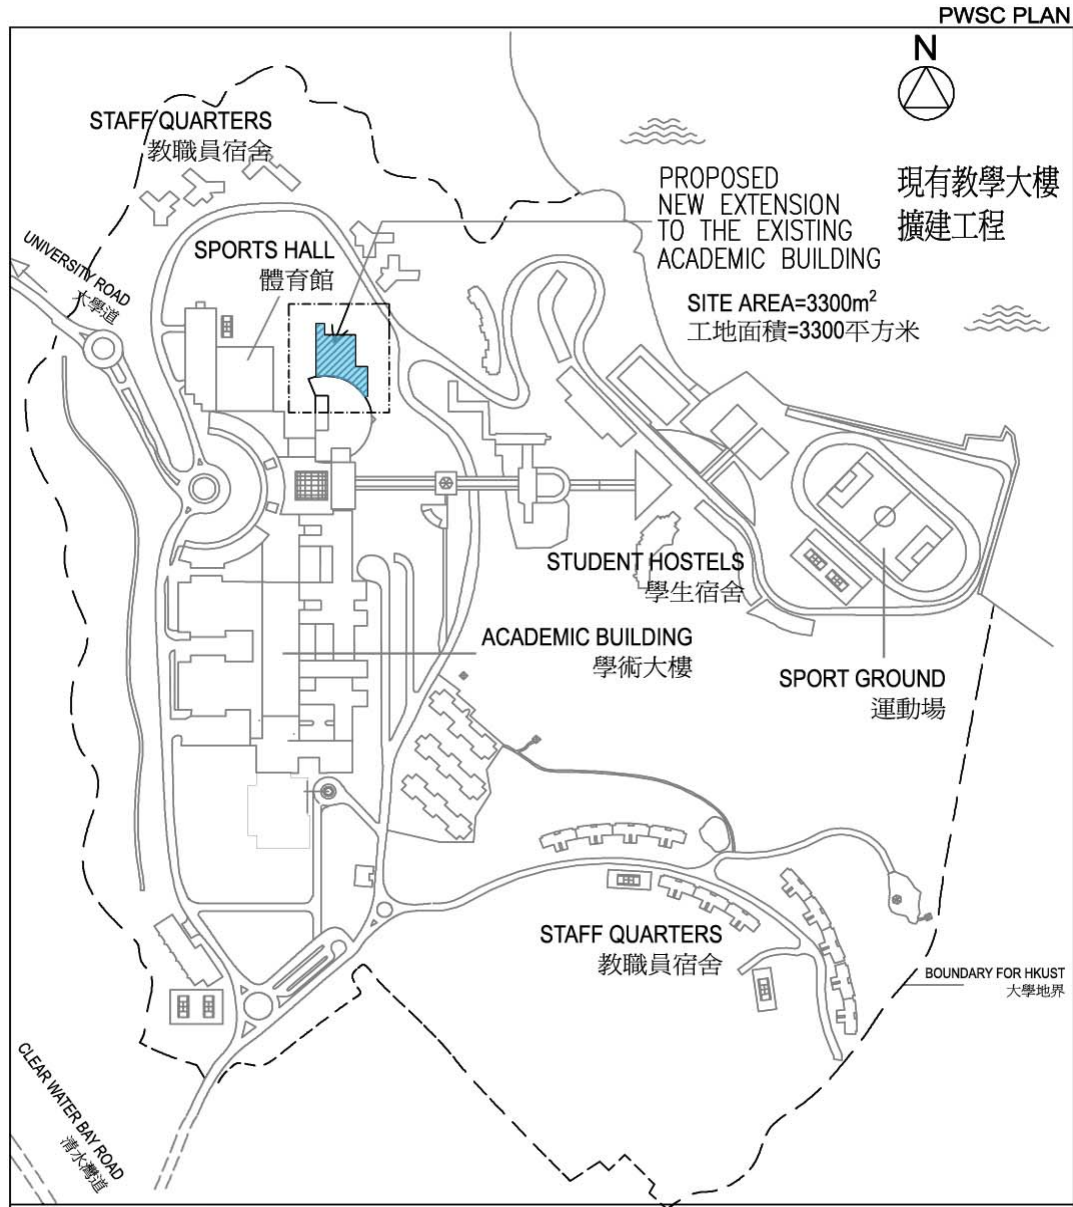 PWSC PLAN
N
STAFF QUARTERS
教職員宿舍
PROPOSED
NEW EXTENSION
TO THE EXISTING
ACADEMIC BUILDING
現有教學大樓
擴建工程
UNIVERSITY ROAD
大學道
SPORTS HALL
體育館
SITE AREA=3300m²
工地面積=3300平方米
STUDENT HOSTELS
學生宿舍
ACADEMIC BUILDING
學術大樓
SPORT GROUND
運動場
STAFF QUARTERS
教職員宿舍
BOUNDARY FOR HKUST
大學地界
CLEAR WATER BAY ROAD
清水灣道